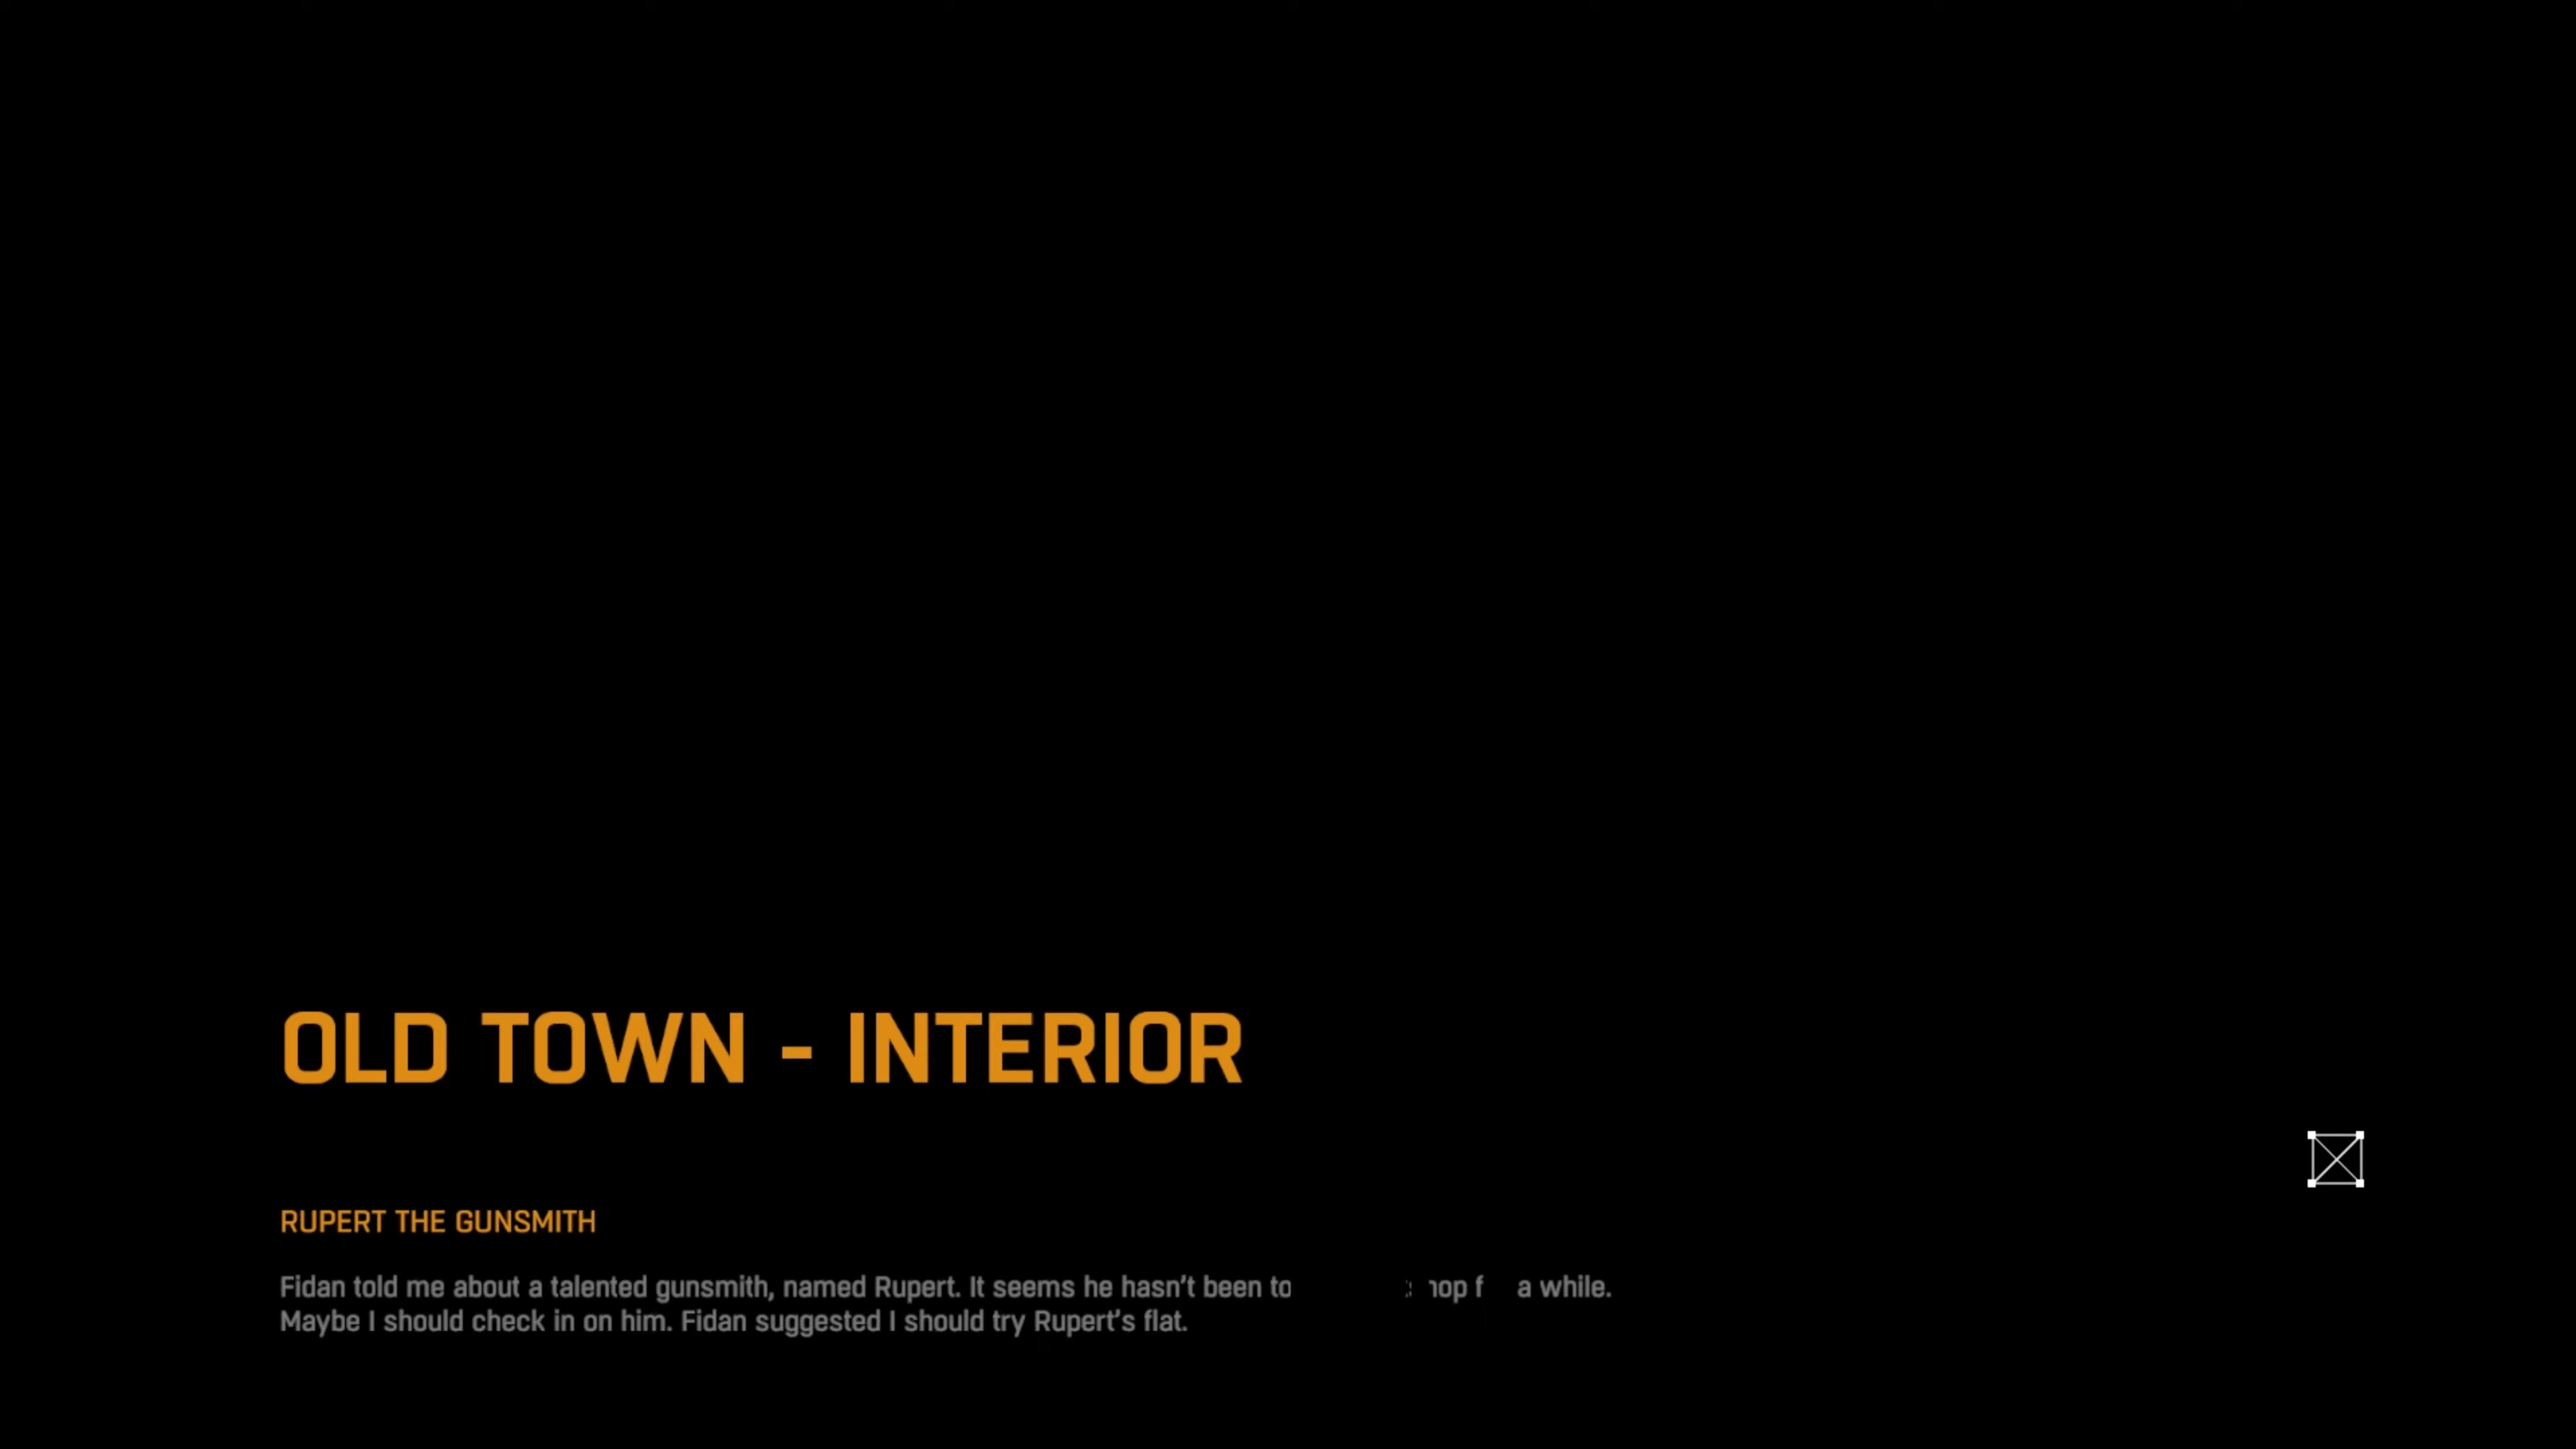 OLD TOWN - INTERIOR
RUPERT THE GUNSMITH
Fidan told me about a talented gunsmith, named Rupert. It seems he hasn't been to a while.
Maybe I should check in on him. Fidan suggested I should try Rupert's flat.